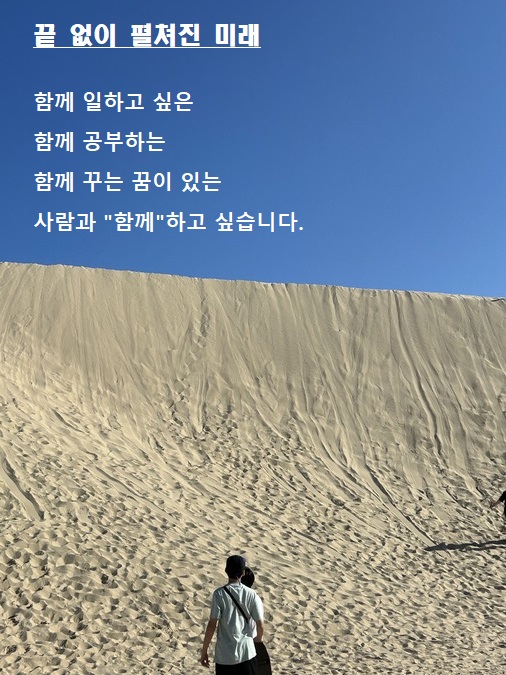 끝 없이 펼쳐진 미래
함께 일하고 싶은
함께 공부하는
함께 꾸는 꿈이 있는
사람과 "함께"하고 싶습니다.